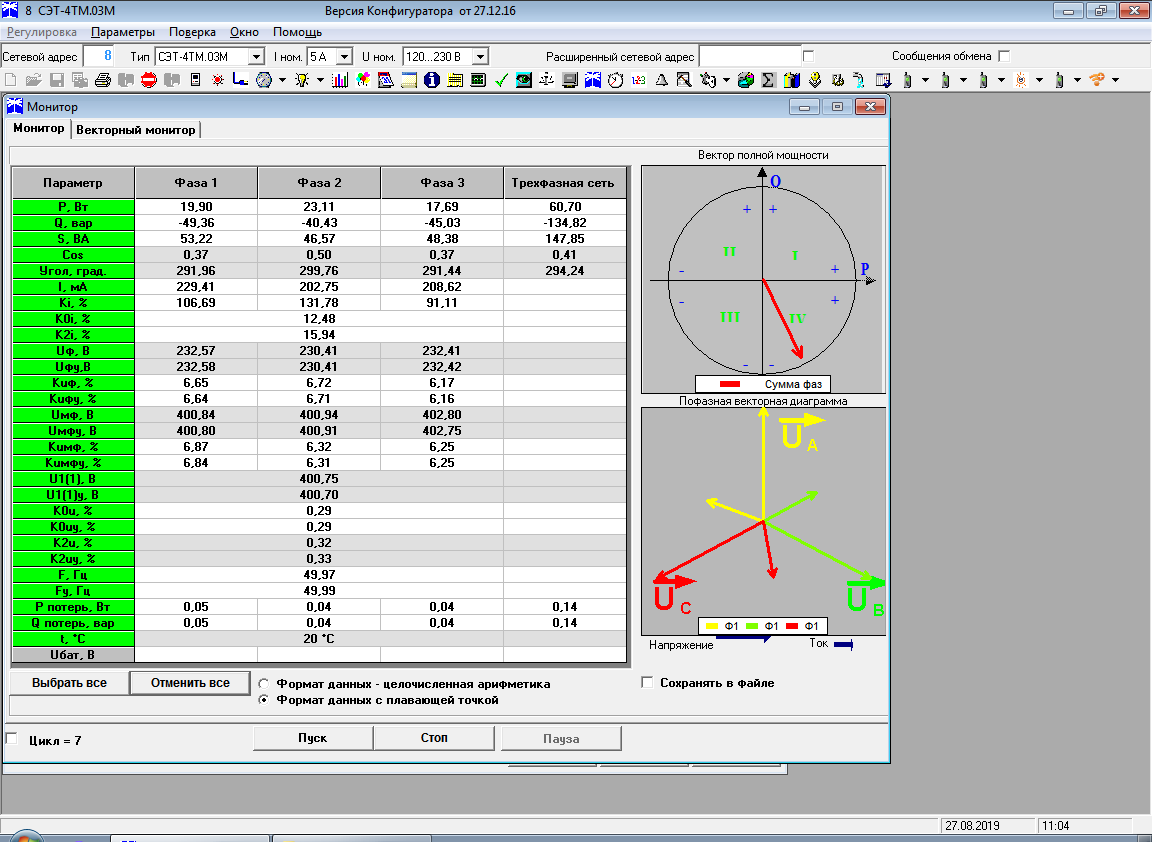 8 СЭТ-4ТМ.03М Версия Конфигуратора от 27.12.16
Регулировка Параметры Поверка Окно Помощь
Сетевой адрес 8 Тип СЭТ-4ТМ.03М I ном. 5 А U ном. 120...230 В Расширенный сетевой адрес Сообщения обмена
Монитор
Монитор Векторный монитор
Параметр Фаза 1 Фаза 2 Фаза 3 Трехфазная сеть
P, Вт 19,90 23,11 17,69 60,70
Q, вар -49,36 -40,43 -45,03 -134,82
S, ВА 53,22 46,57 48,38 147,85
Cos 0,37 0,50 0,37 0,41
Угол, град. 291,96 299,76 291,44 294,24
I, мА 229,41 202,75 208,62
Ki, % 106,69 131,78 91,11
K0i, % 12,48
K2i, % 15,94
Uф, В 232,57 230,41 232,41
Uфу,В 232,58 230,41 232,42
Kuф, % 6,65 6,72 6,17
Kuфу, % 6,64 6,71 6,16
Uмф, В 400,84 400,94 402,80
Uмфу, В 400,80 400,91 402,75
Kuмф, % 6,87 6,32 6,25
Kuмфу, % 6,84 6,31 6,25
U1(1), В 400,75
U1(1)у, В 400,70
K0u, % 0,29
K0uy, % 0,29
K2u, % 0,32
K2uy, % 0,33
F, Гц 49,97
Fy, Гц 49,99
P потерь, Вт 0,05 0,04 0,04 0,14
Q потерь, вар 0,05 0,04 0,04 0,14
t, °C 20 °C
Uбат, В
Вектор полной мощности
Q
+ +
II I
- + P
- +
III IV
- -
Сумма фаз
Пофазная векторная диаграмма
U A
U C
U B
Ф1 Ф1 Ф1
Напряжение Ток
Выбрать все Отменить все
Формат данных - целочисленная арифметика
Формат данных с плавающей точкой
Сохранять в файле
Цикл = 7 Пуск Стоп Пауза
27.08.2019 11:04